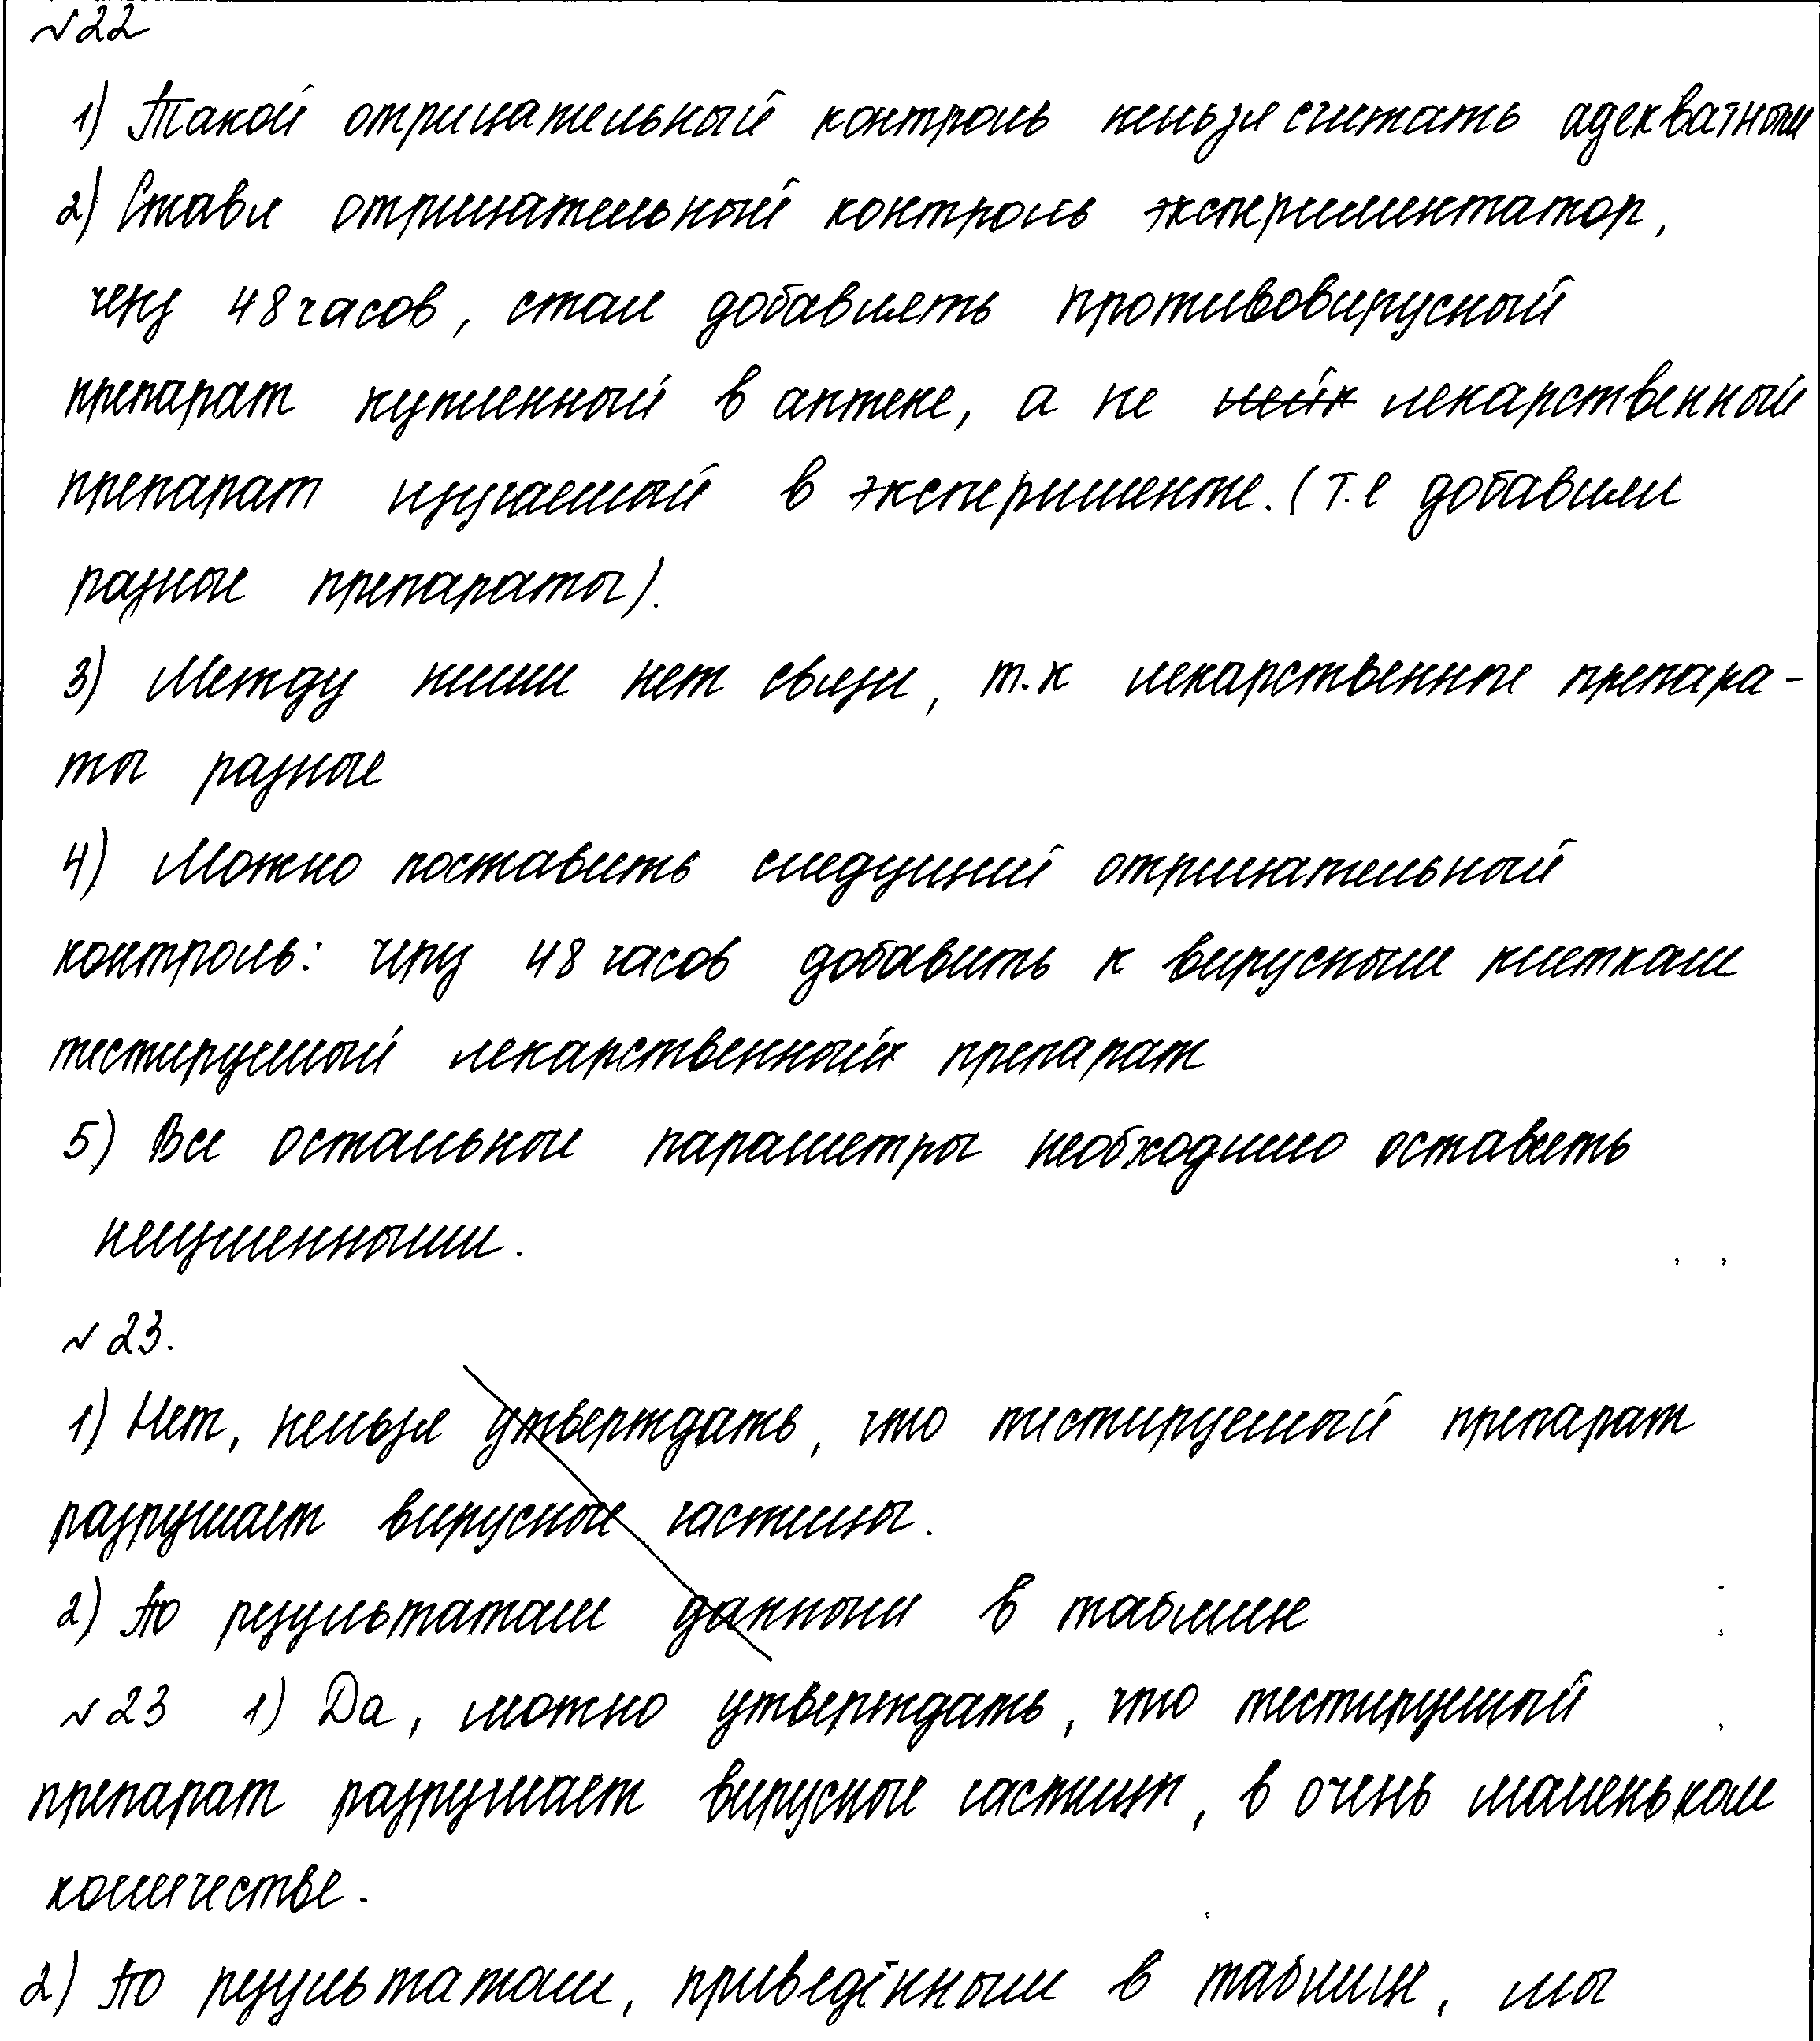 №22
1) Такой отрицательный контроль нельзя считать адекватным
2) Ставя отрицательный контроль экспериментатор,
через 48 часов, стал добавлять противовирусный
препарат купленный в аптеке, а не лекарственный
препарат изучаемый в эксперименте. (т.е добавили
разные препараты).
3) Между ними нет связи, т.к лекарственные препара-
ты разные
4) Можно поставить следущий отрицательный
контроль: через 48 часов добавить к вирусным клеткам
тестируемый лекарственный препарат
5) Все остальные параметры необходимо оставить
неизменными.
№23.
1) Нет, нельзя утверждать, что тестируемый препарат
разрушает вирусные частицы.
2) По результатам данным в таблице
№23 1) Да, можно утверждать, что тестируемый
препарат разрушает вирусные частицы, в очень маленьком
количестве.
2) По результатам, приведённым в таблице, мы